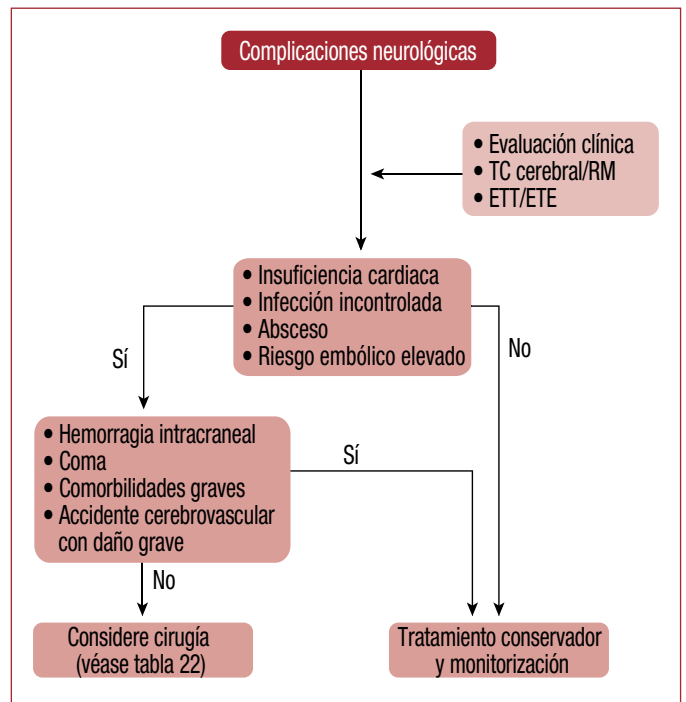 Complicaciones neurológicas
• Evaluación clínica
• TC cerebral/RM
• ETT/ETE
• Insuficiencia cardiaca
• Infección incontrolada
• Absceso
• Riesgo embólico elevado
Sí
No
• Hemorragia intracraneal
• Coma
• Comorbilidades graves
• Accidente cerebrovascular
con daño grave
Sí
No
Considere cirugía
(véase tabla 22)
Tratamiento conservador
y monitorización